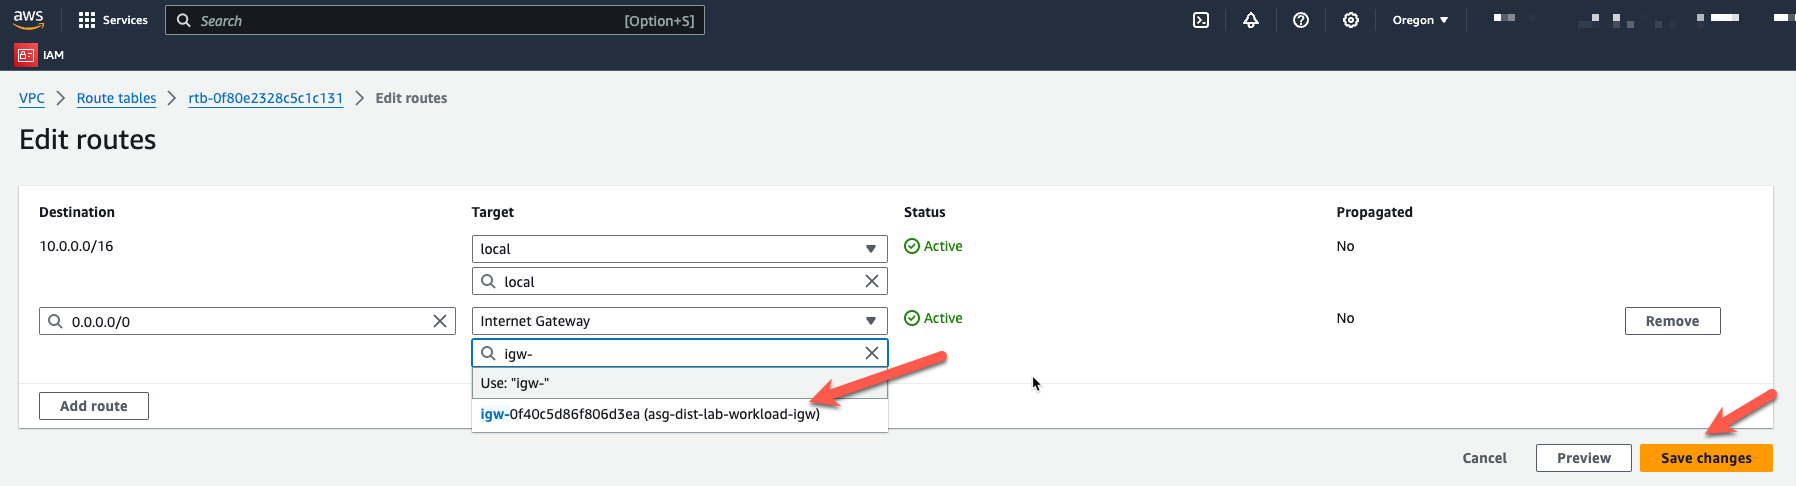 aws
Services
Search
[Option+S]
Oregon
IAM
VPC
Route tables
rtb-0f80e2328c5c1c131
Edit routes
Edit routes
Destination
Target
Status
Propagated
10.0.0.0/16
local
Active
No
local
0.0.0.0/0
Internet Gateway
Active
No
Remove
igw-
Use: "igw-"
Add route
igw-0f40c5d86f806d3ea (asg-dist-lab-workload-igw)
Cancel
Preview
Save changes